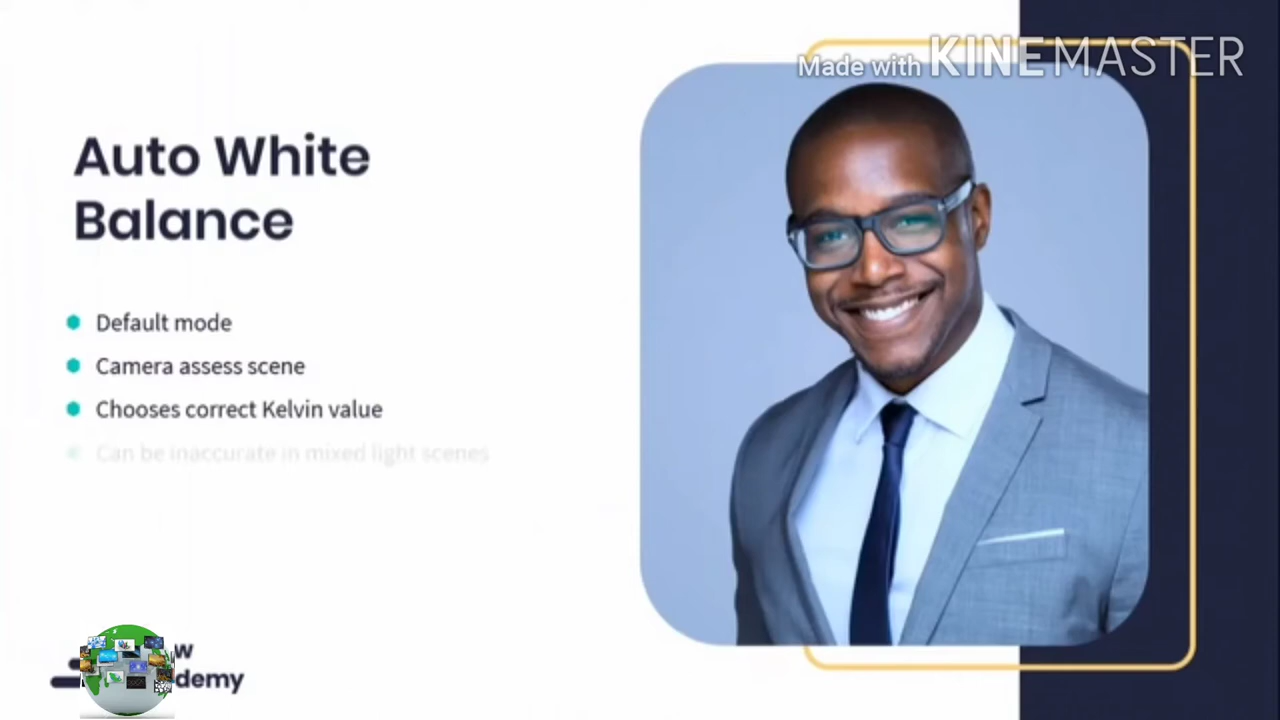 Made with KINEMASTER
Auto White
Balance
Default mode
Camera assess scene
Chooses correct Kelvin value
Can be inaccurate in mixed light scenes
w
demy